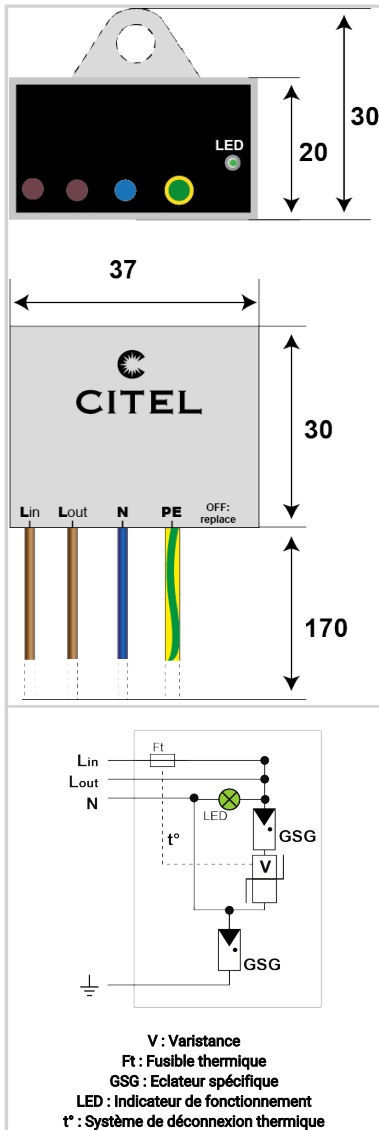 LED
20
30
37
CITEL
Lin Lout N PE OFF:
replace
30
170
Ft
Lin
Lout
N
LED
GSG
t°
V
GSG
V : Varistance
Ft : Fusible thermique
GSG : Eclateur spécifique
LED : Indicateur de fonctionnement
t° : Système de déconnexion thermique